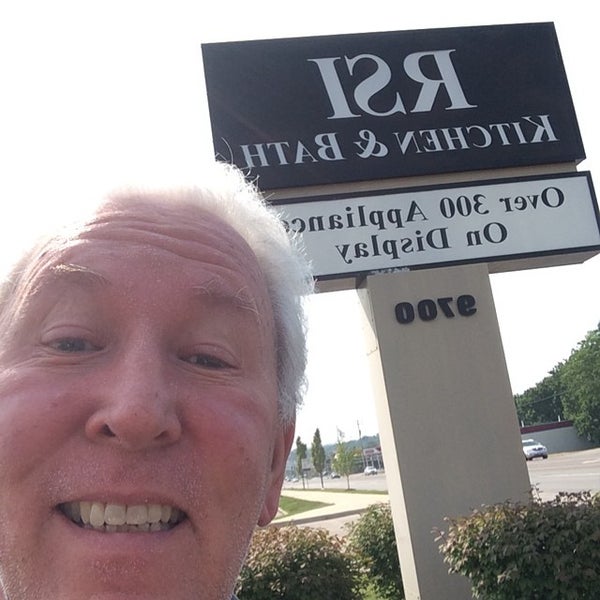 RSI
KITCHEN & BATH
Over 300 Appliances
On Display
9700